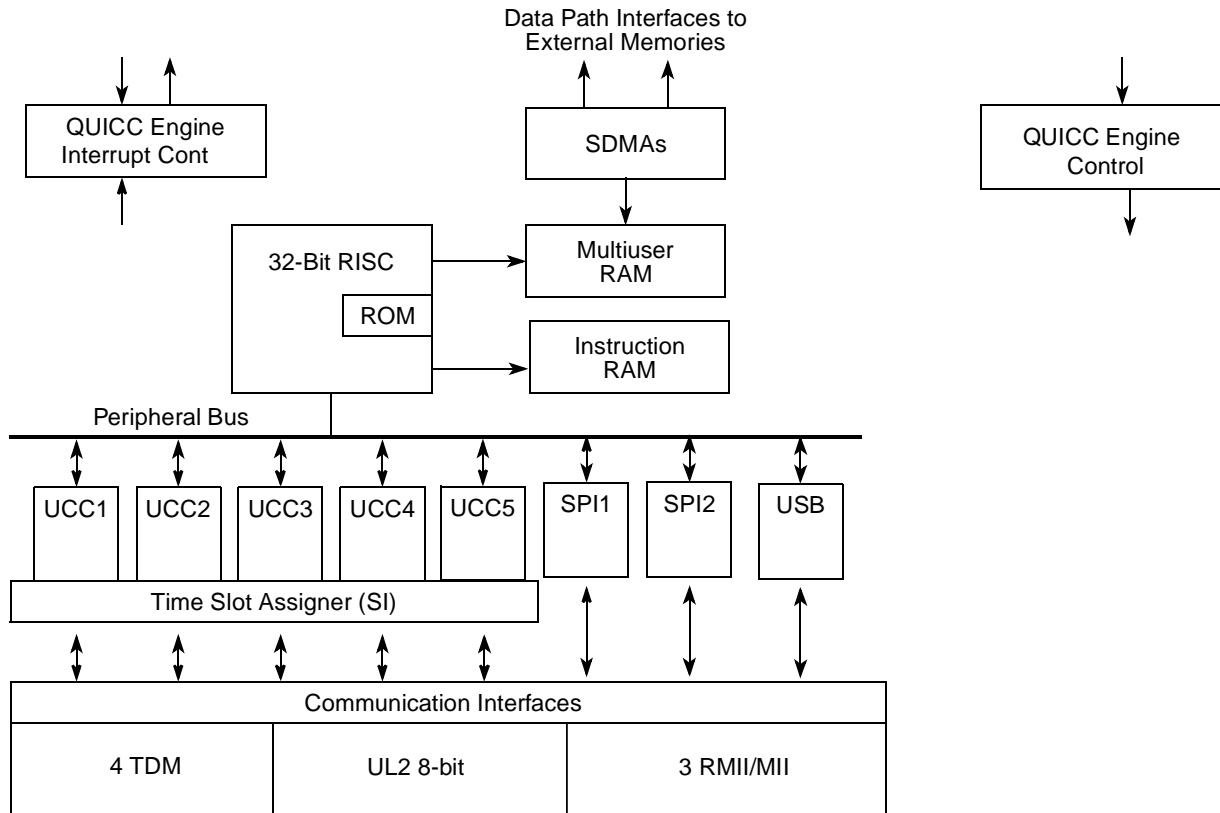 Data Path Interfaces to
External Memories
QUICC Engine
Interrupt Cont
SDMAs
QUICC Engine
Control
32-Bit RISC
ROM
Multiuser
RAM
Instruction
RAM
Peripheral Bus
UCC1
UCC2
UCC3
UCC4
UCC5
SPI1
SPI2
USB
Time Slot Assigner (SI)
Communication Interfaces
4 TDM
UL2 8-bit
3 RMII/MII